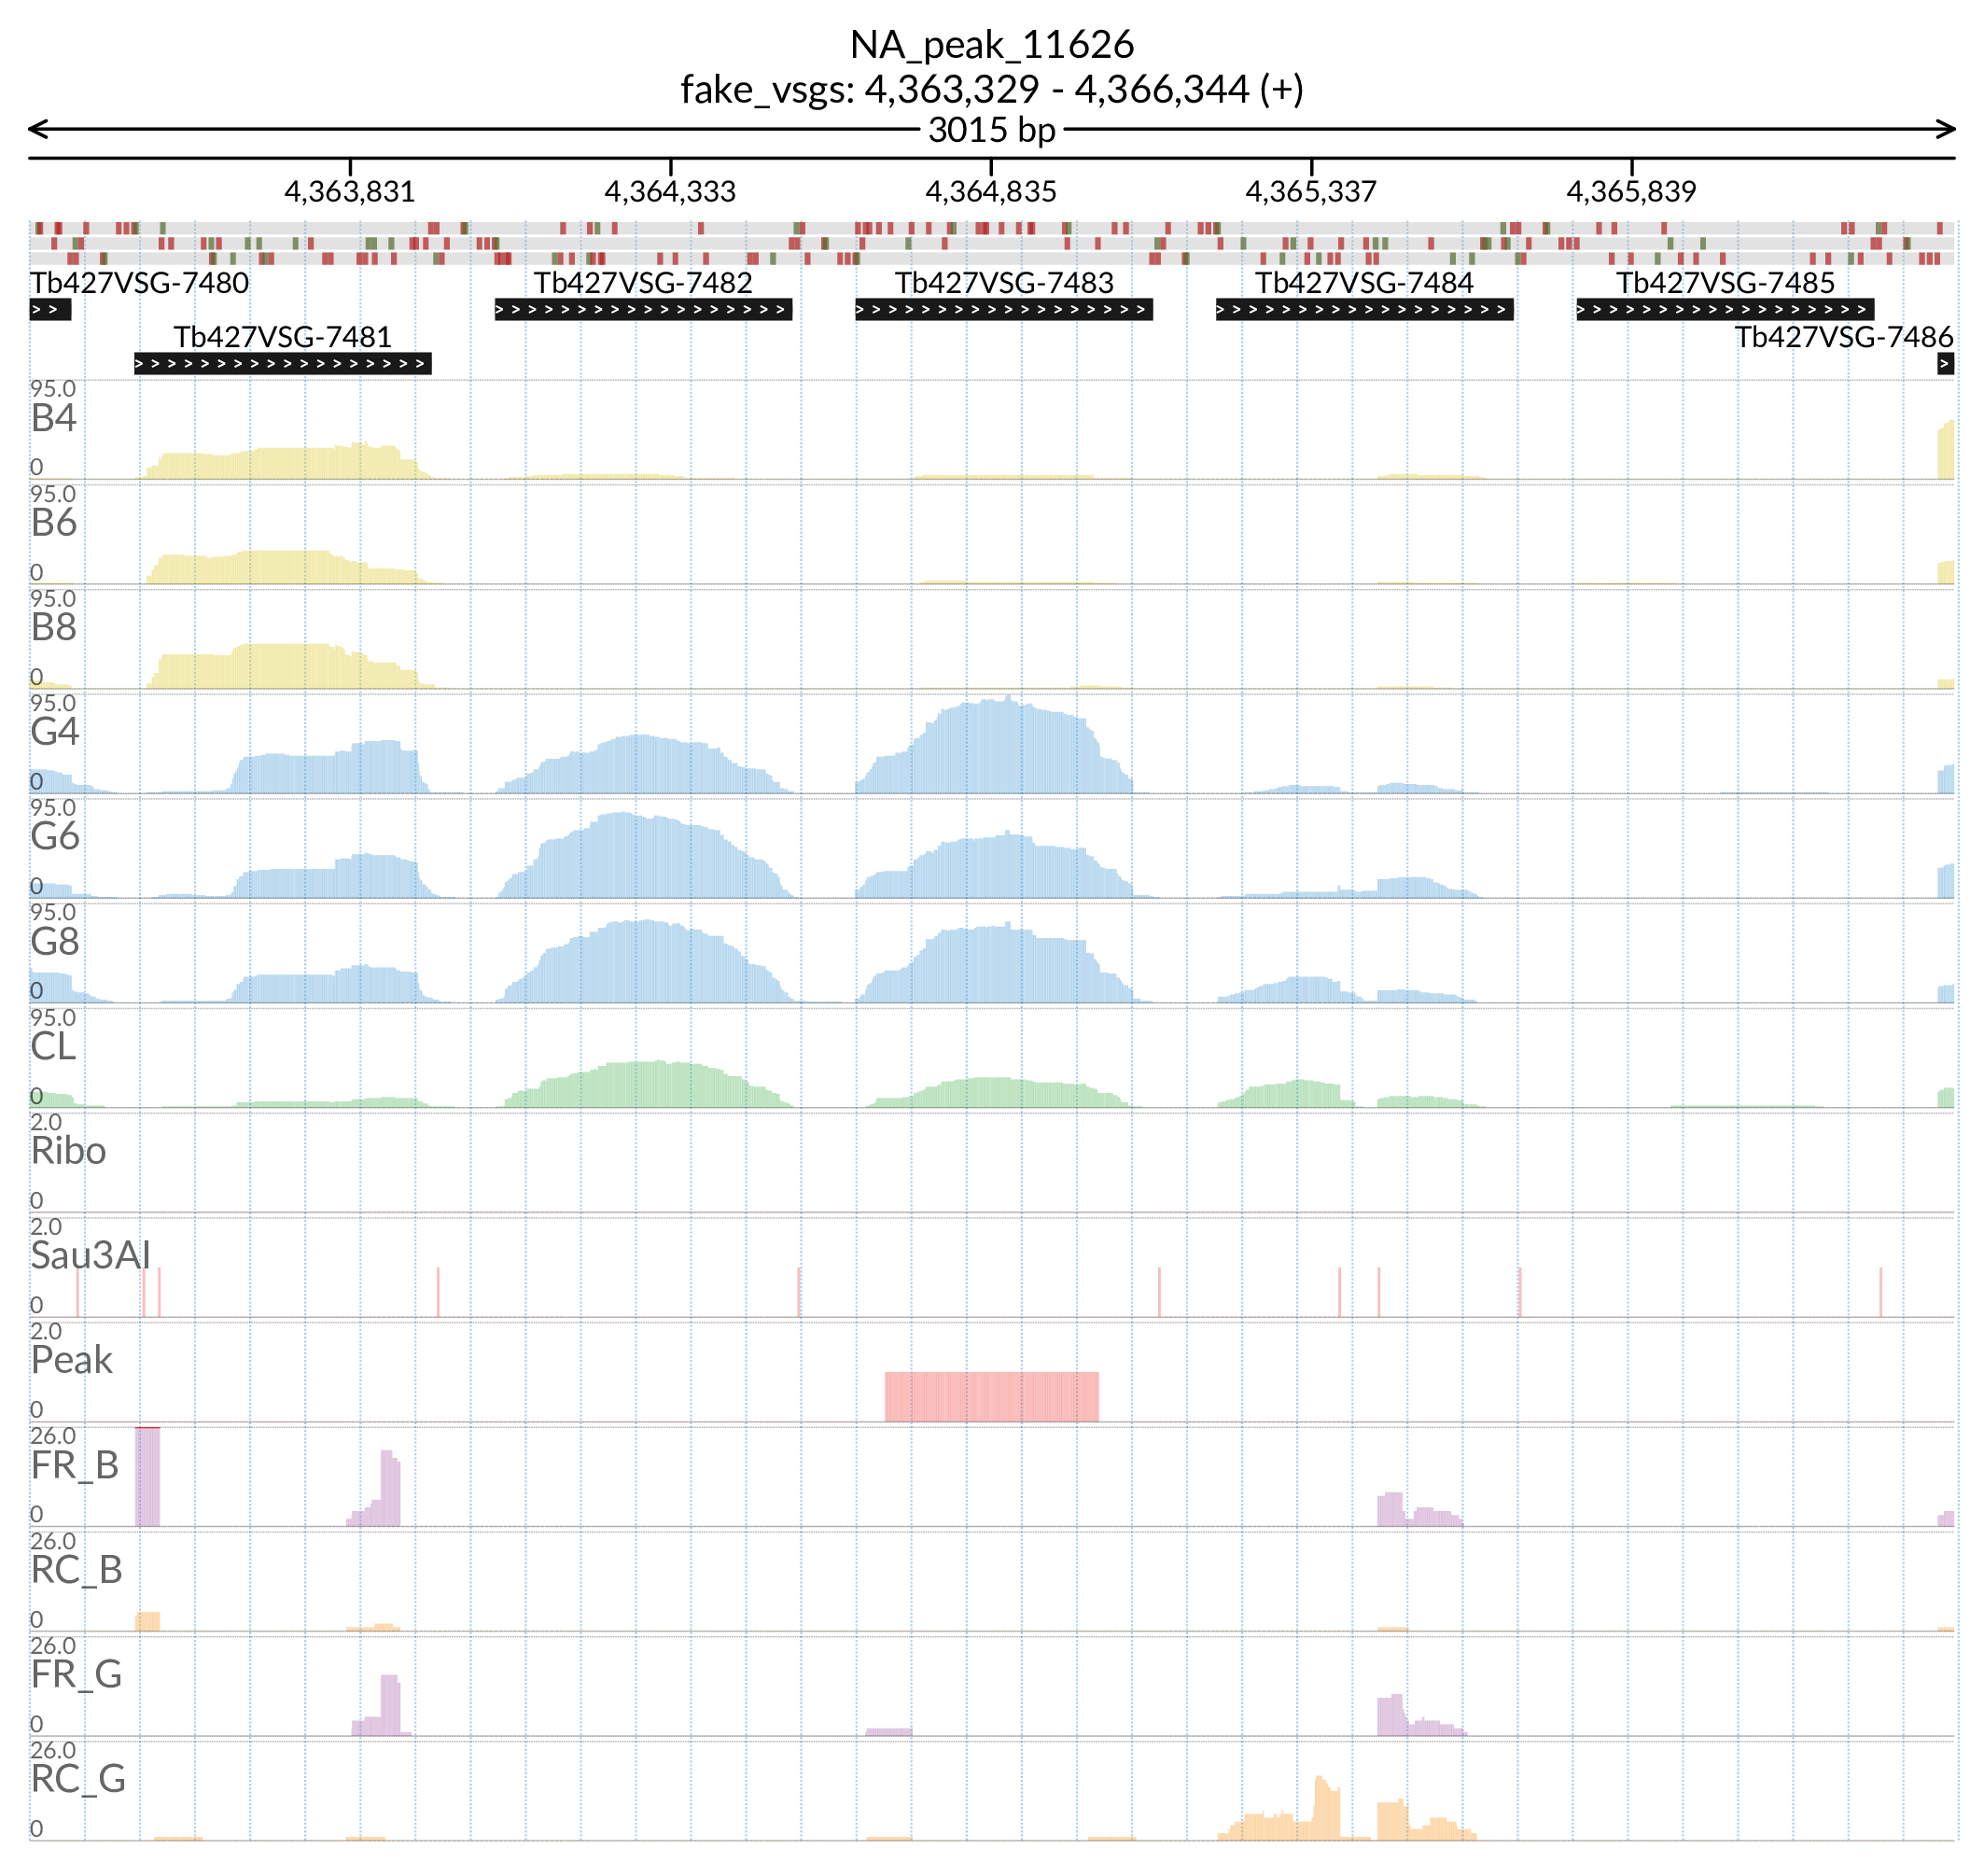 NA_peak_11626
fake_vsgs: 4,363,329 - 4,366,344 (+)
3015 bp
4,363,831 4,364,333 4,364,835 4,365,337 4,365,839
Tb427VSG-7480 Tb427VSG-7482 Tb427VSG-7483 Tb427VSG-7484 Tb427VSG-7485
Tb427VSG-7481 Tb427VSG-7486
95.0
B4
0
95.0
B6
0
95.0
B8
0
95.0
G4
0
95.0
G6
0
95.0
G8
0
95.0
CL
0
2.0
Ribo
0
2.0
Sau3AI
0
2.0
Peak
0
26.0
FR_B
0
26.0
RC_B
0
26.0
FR_G
0
26.0
RC_G
0